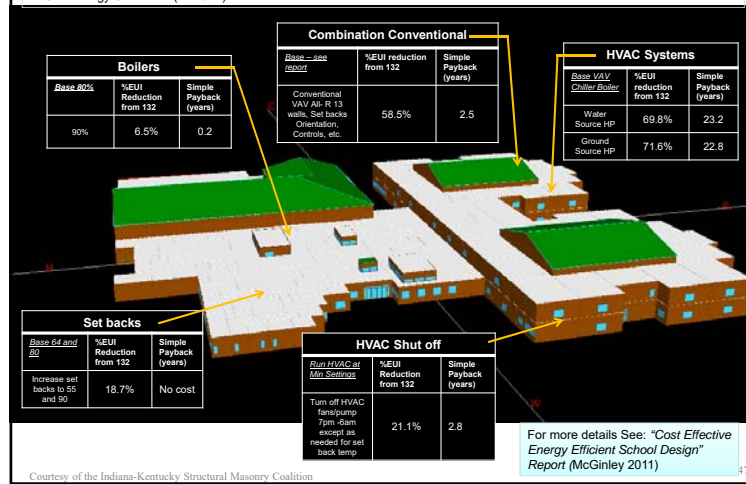 Combination Conventional
Base – see report
%EUI reduction from 132
Simple Payback (years)
Conventional VAV All- R 13 walls, Set backs Orientation, Controls, etc.
58.5%
2.5
Boilers
Base 80%
%EUI Reduction from 132
Simple Payback (years)
90%
6.5%
0.2
HVAC Systems
Base VAV Chiller Boiler
%EUI reduction from 132
Simple Payback (years)
Water Source HP
69.8%
23.2
Ground Source HP
71.6%
22.8
N
E
S
W
Set backs
Base 64 and 80
%EUI Reduction from 132
Simple Payback (years)
Increase set backs to 55 and 90
18.7%
No cost
HVAC Shut off
Run HVAC at Min Settings
%EUI Reduction from 132
Simple Payback (years)
Turn off HVAC fans/pump 7pm -6am except as needed for set back temp
21.1%
2.8
For more details See: "Cost Effective
Energy Efficient School Design"
Report (McGinley 2011)
Courtesy of the Indiana-Kentucky Structural Masonry Coalition
47